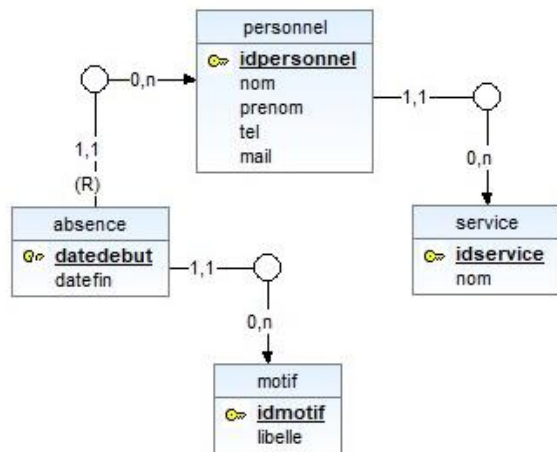 personnel
idpersonnel
nom
prenom
tel
mail
0,n
1,1
1,1
(R)
0,n
absence
datedebut
datefin
service
idservice
nom
1,1
0,n
motif
idmotif
libelle